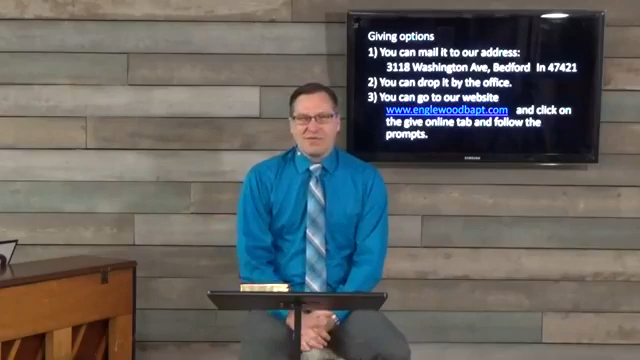 Giving options
1) You can mail it to our address:
3118 Washington Ave, Bedford In 47421
2) You can drop it by the office.
3) You can go to our website
www.englewoodbapt.com and click on
the give online tab and follow the
prompts.
SAMSUNG